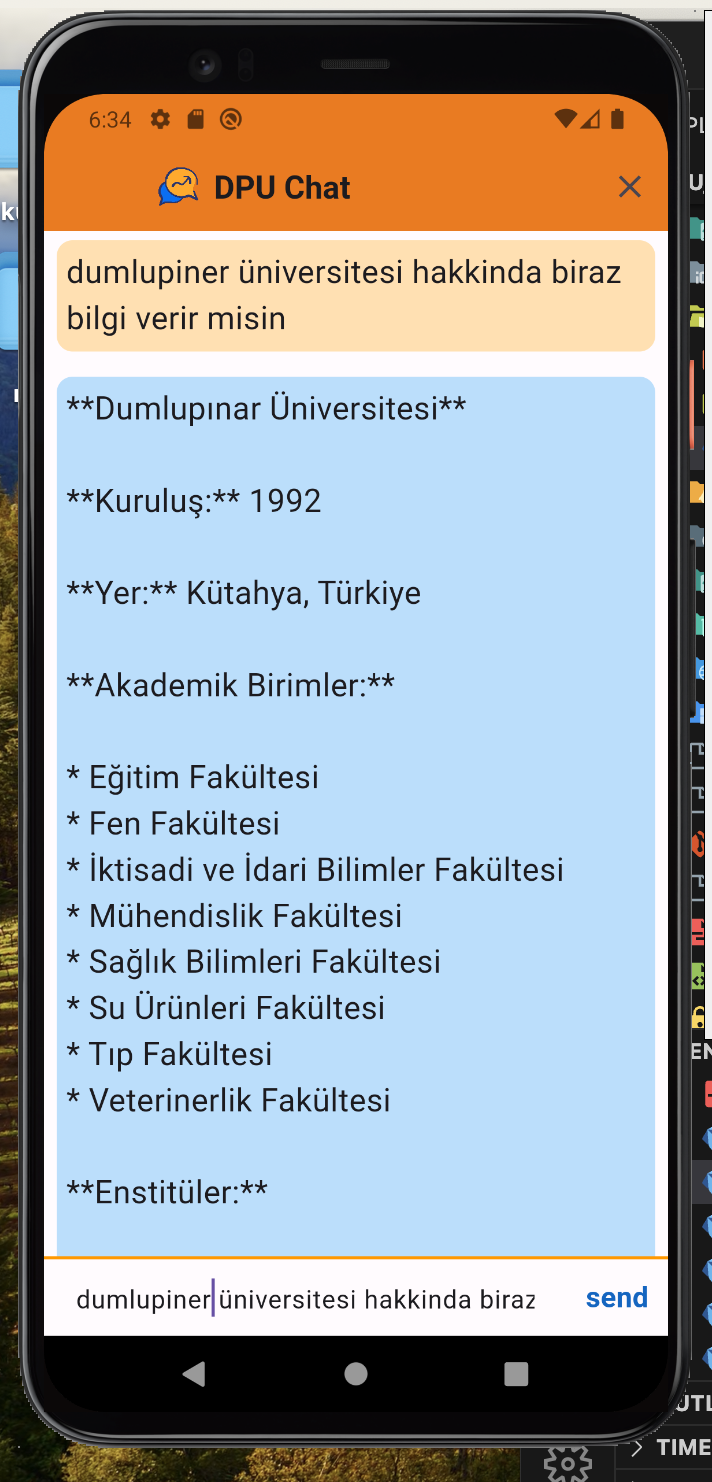 6:34
DPU Chat
dumlupiner üniversitesi hakkinda biraz
bilgi verir misin
**Dumlupınar Üniversitesi**
**Kuruluş:** 1992
**Yer:** Kütahya, Türkiye
**Akademik Birimler:**
* Eğitim Fakültesi
* Fen Fakültesi
* İktisadi ve İdari Bilimler Fakültesi
* Mühendislik Fakültesi
* Sağlık Bilimleri Fakültesi
* Su Ürünleri Fakültesi
* Tıp Fakültesi
* Veterinerlik Fakültesi
**Enstitüler:**
dumlupiner üniversitesi hakkinda biraz
send
TIME